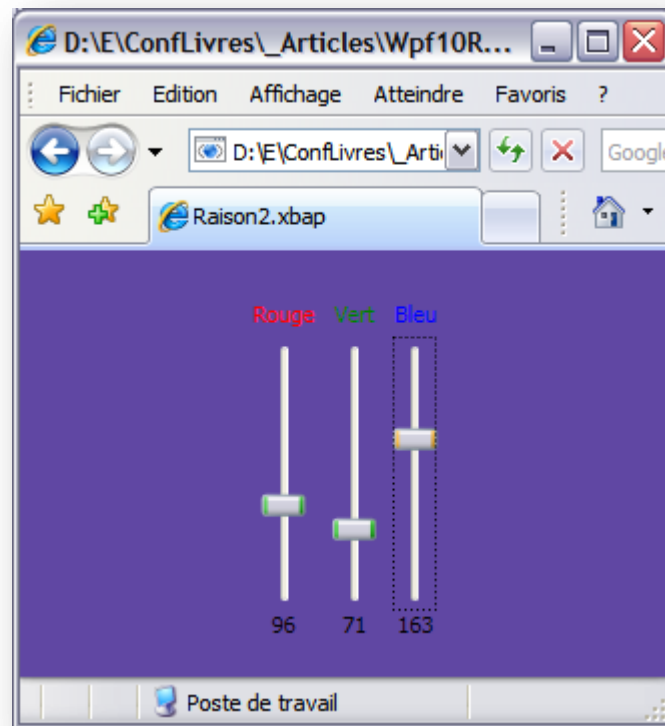 D:\E\ConfLivres\_Articles\Wpf10R...
Fichier Edition Affichage Atteindre Favoris ?
D:\E\ConfLivres\_Arti Google
Raison2.xbap
Rouge Vert Bleu
96 71 163
Poste de travail